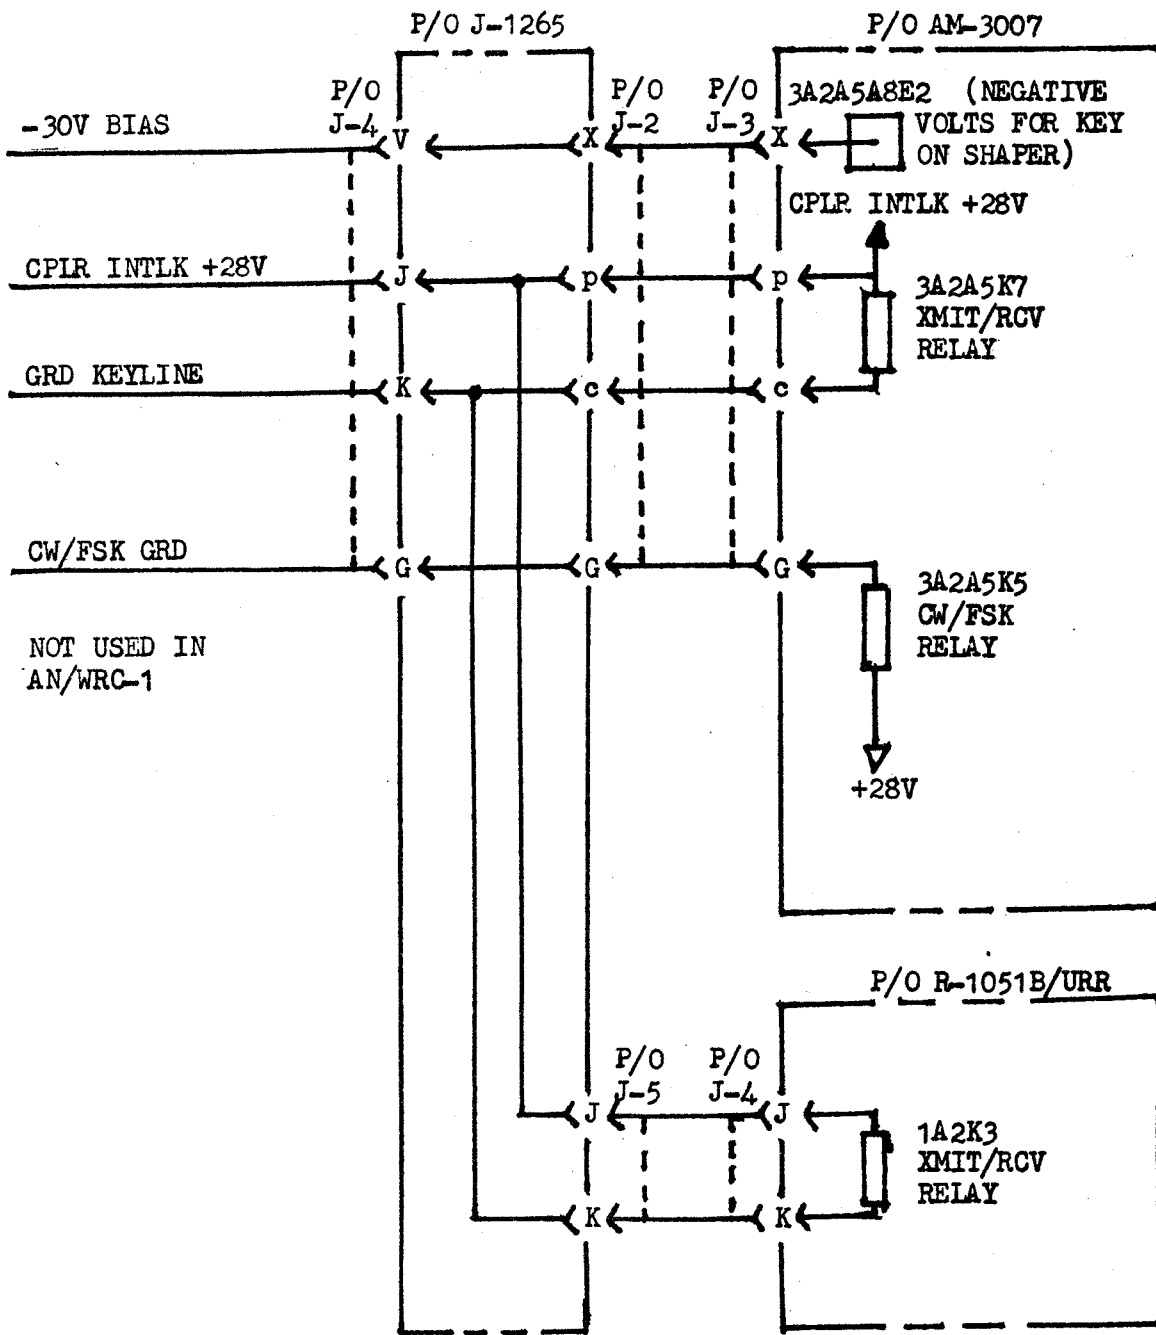 P/O J-1265
P/O AM-3007
P/O
J-4
P/O
J-2
P/O
J-3
3A2A5A8E2 (NEGATIVE
VOLTS FOR KEY
ON SHAPER)
-30V BIAS
V
X
X
CPLR INTLK +28V
CPLR INTLK +28V
J
p
p
3A2A5K7
XMIT/RCV
RELAY
GRD KEYLINE
K
c
c
CW/FSK GRD
G
G
G
3A2A5K5
CW/FSK
RELAY
NOT USED IN
AN/WRC-1
+28V
P/O R-1051B/URR
P/O
J-5
P/O
J-4
J
J
1A2K3
XMIT/RCV
RELAY
K
K